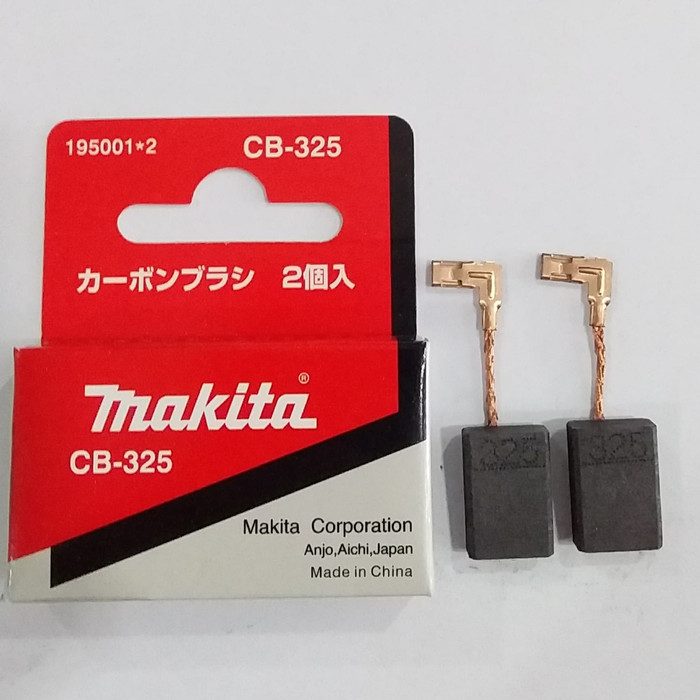 195001*2 CB-325
カーボンブラシ 2個入
makita®
CB-325
Makita Corporation
Anjo,Aichi,Japan
Made in China
325
325